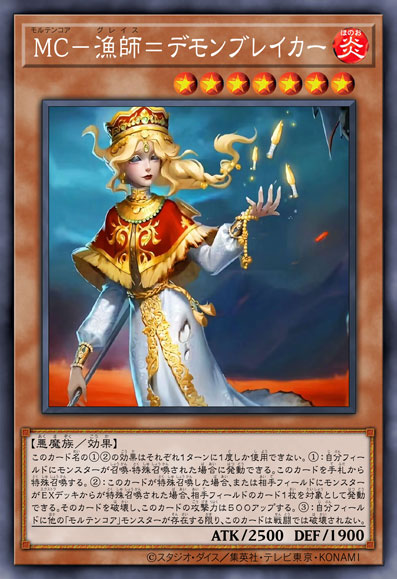 モルテンコア グレイス
MC－漁師＝デモンブレイカー
ほのお
炎
【悪魔族／効果】
このカード名の①②の効果はそれぞれ1ターンに1度しか使用できない。①：自分フィ
ールドにモンスターが召喚･特殊召喚された場合に発動できる。このカードを手札から
特殊召喚する。②：このカードが特殊召喚した場合、または相手フィールドにモンスター
がEXデッキからが特殊召喚された場合、相手フィールドのカード1枚を対象として発動
できる。そのカードを破壊し、このカードの攻撃力は500アップする。③：自分フィール
ドに他の「モルテンコア」モンスターが存在する限り、このカードは戦闘では破壊されない。
ATK/2500 DEF/1900
©スタジオ・ダイス／集英社・テレビ東京・KONAMI